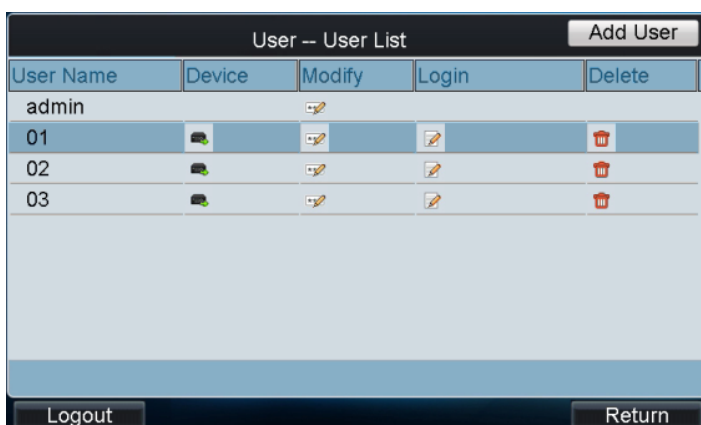 User -- User List Add User
User Name Device Modify Login Delete
admin
01
02
03
Logout Return